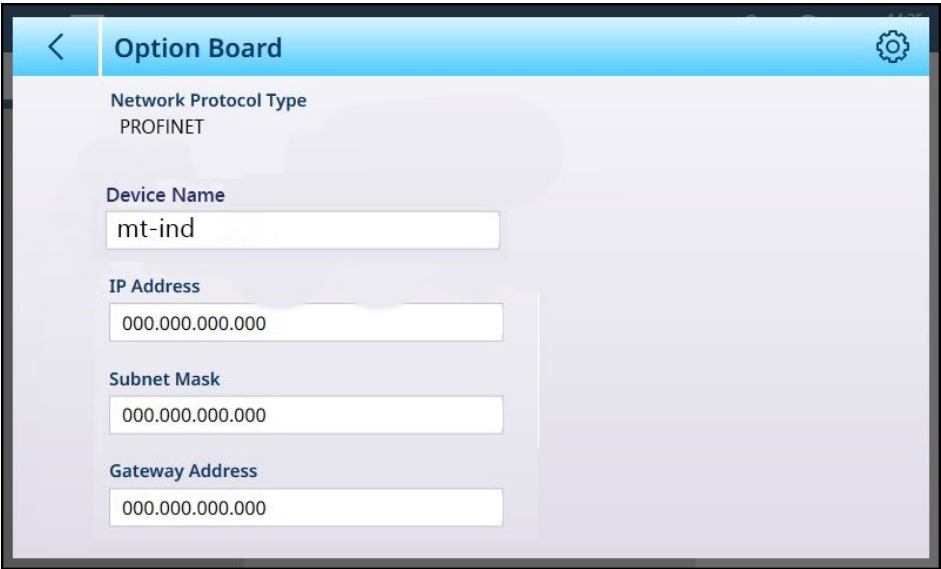 Option Board
Network Protocol Type
PROFINET
Device Name
mt-ind
IP Address
000.000.000.000
Subnet Mask
000.000.000.000
Gateway Address
000.000.000.000